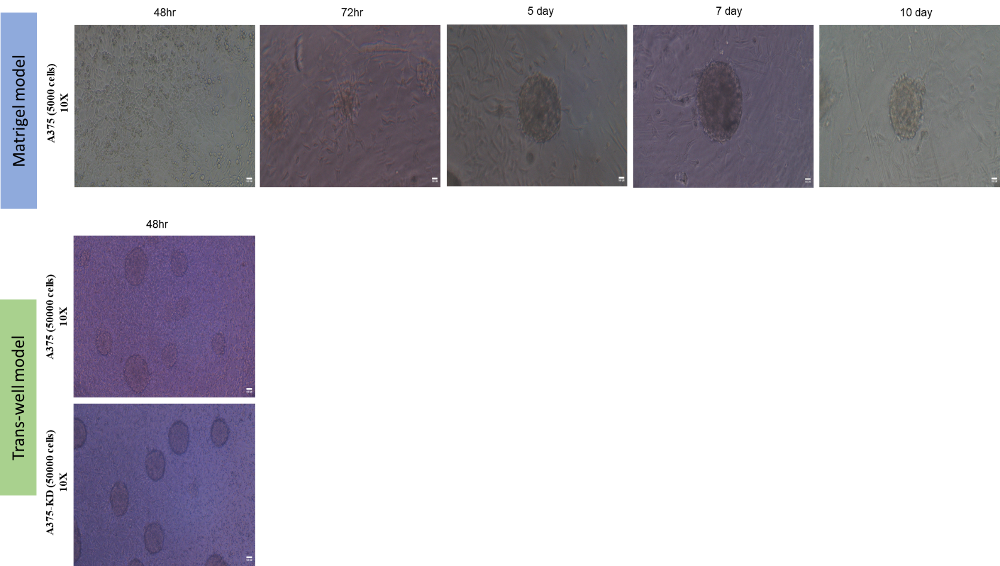 48hr
72hr
5 day
7 day
10 day
Matrigel model
A375 (5000 cells)
10X
48hr
Trans-well model
A375 (50000 cells)
10X
A375-KD (50000 cells)
10X